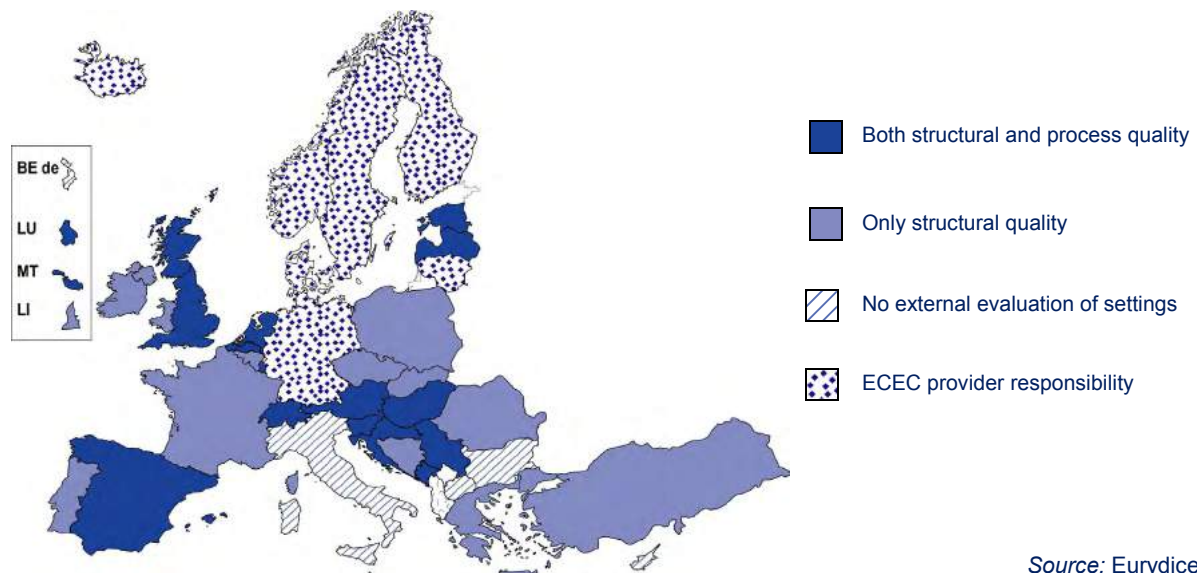 BE de
LU
MT
LI
Both structural and process quality
Only structural quality
No external evaluation of settings
ECEC provider responsibility
Source: Eurydice